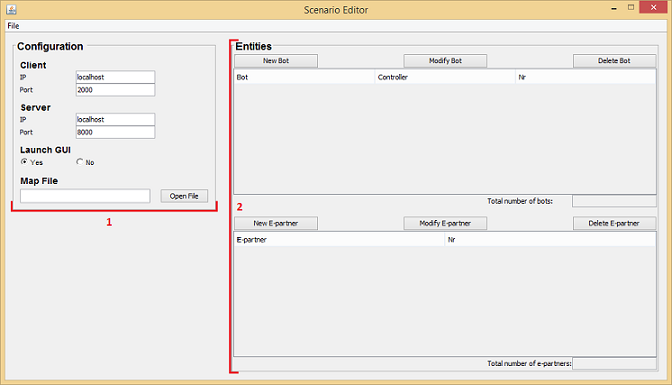 Scenario Editor
File
Configuration
Client
IP localhost
Port 2000
Server
IP localhost
Port 8000
Launch GUI
Yes No
Map File
Open File
1
Entities
New Bot Modify Bot Delete Bot
Bot Controller Nr
Total number of bots:
2
New E-partner Modify E-partner Delete E-partner
E-partner Nr
Total number of e-partners: